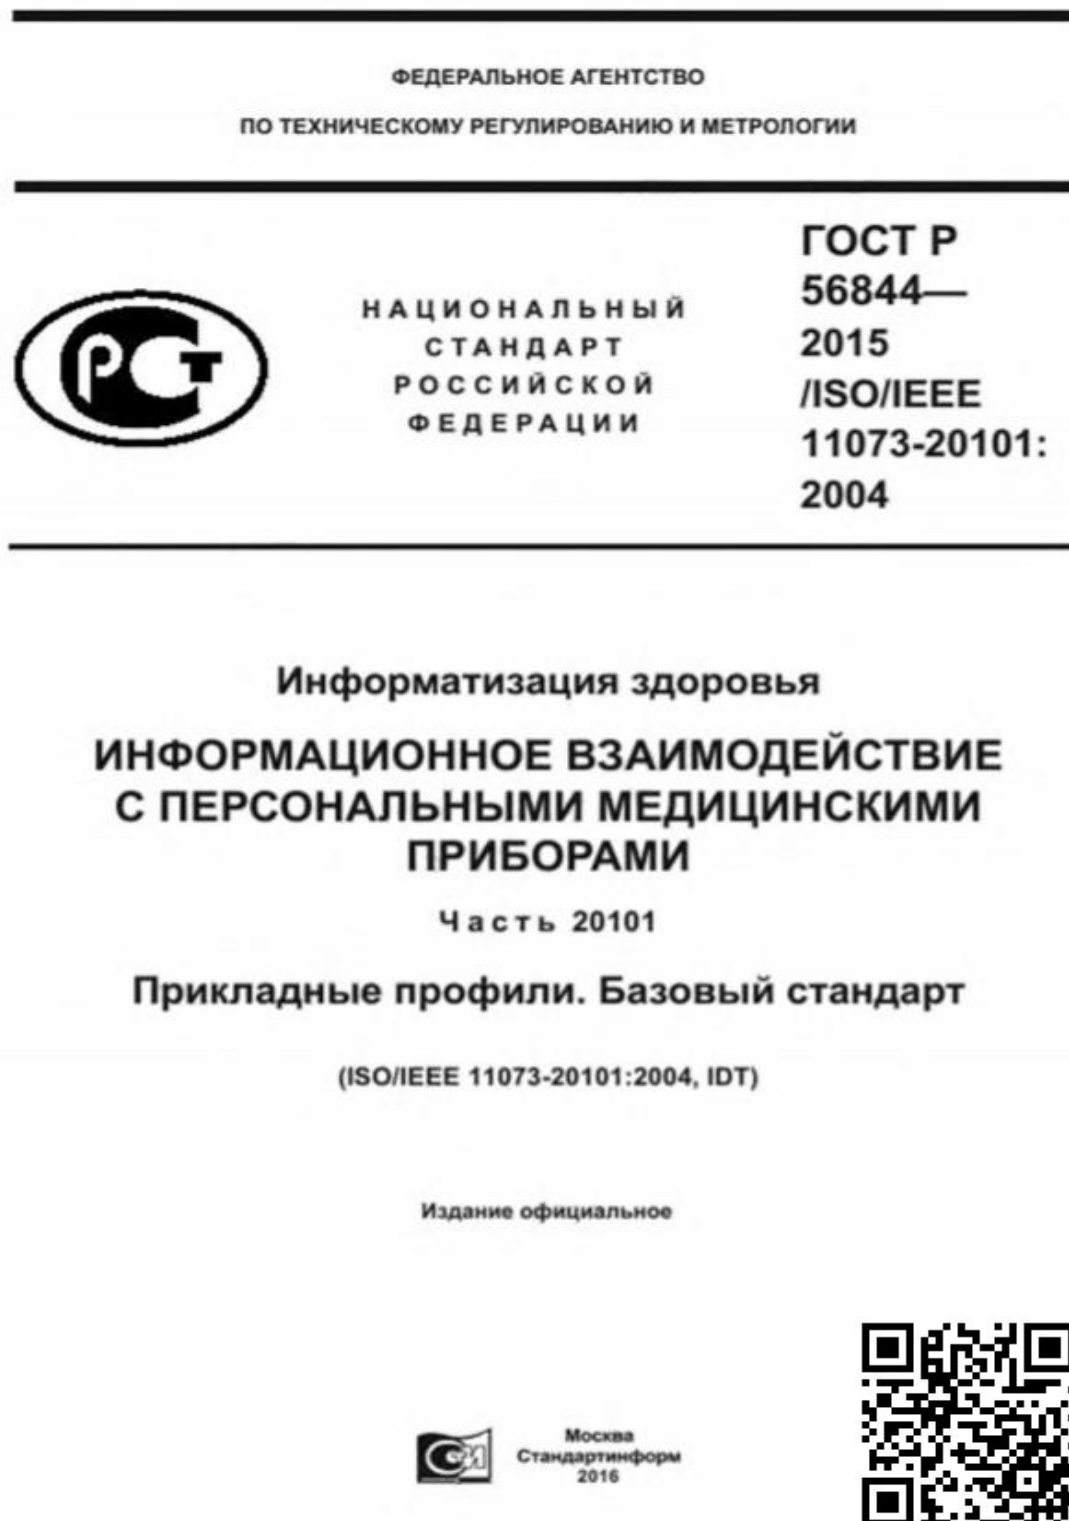 ФЕДЕРАЛЬНОЕ АГЕНТСТВО
ПО ТЕХНИЧЕСКОМУ РЕГУЛИРОВАНИЮ И МЕТРОЛОГИИ
РСТ
НАЦИОНАЛЬНЫЙ
СТАНДАРТ
РОССИЙСКОЙ
ФЕДЕРАЦИИ
ГОСТ Р
56844—
2015
/ISO/IEEE
11073-20101:
2004
Информатизация здоровья
ИНФОРМАЦИОННОЕ ВЗАИМОДЕЙСТВИЕ
С ПЕРСОНАЛЬНЫМИ МЕДИЦИНСКИМИ
ПРИБОРАМИ
Часть 20101
Прикладные профили. Базовый стандарт
(ISO/IEEE 11073-20101:2004, IDT)
Издание официальное
Москва
Стандартинформ
2016